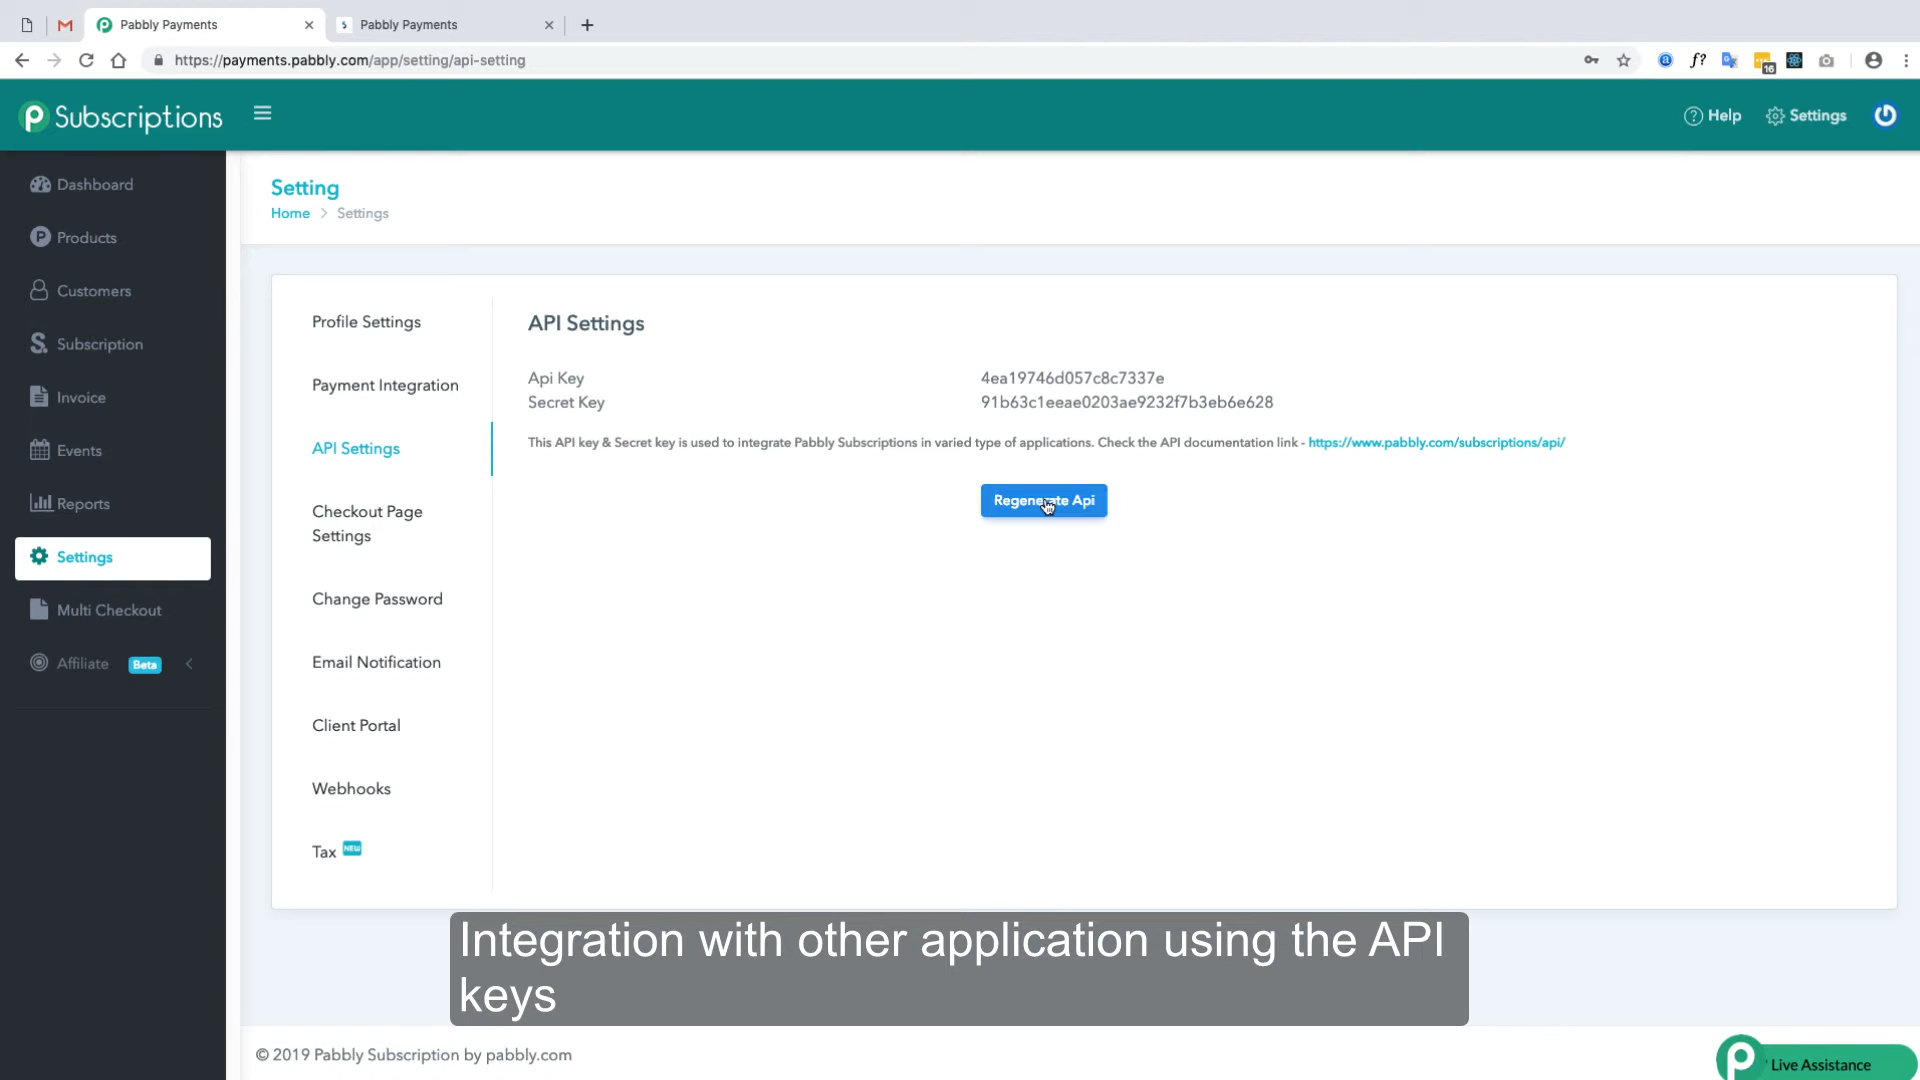 Pabbly Payments
Pabbly Payments
https://payments.pabbly.com/app/setting/api-setting
f?
16
Subscriptions
Help
Settings
Dashboard
Products
Customers
Subscription
Invoice
Events
Reports
Settings
Multi Checkout
Affiliate Beta
Setting
Home > Settings
Profile Settings
Payment Integration
API Settings
Checkout Page
Settings
Change Password
Email Notification
Client Portal
Webhooks
Tax NEW
API Settings
Api Key 4ea19746d057c8c7337e
Secret Key 91b63c1eeae0203ae9232f7b3eb6e628
This API key & Secret key is used to integrate Pabbly Subscriptions in varied type of applications. Check the API documentation link - https://www.pabbly.com/subscriptions/api/
Regenerate Api
Integration with other application using the API
keys
© 2019 Pabbly Subscription by pabbly.com
Live Assistance